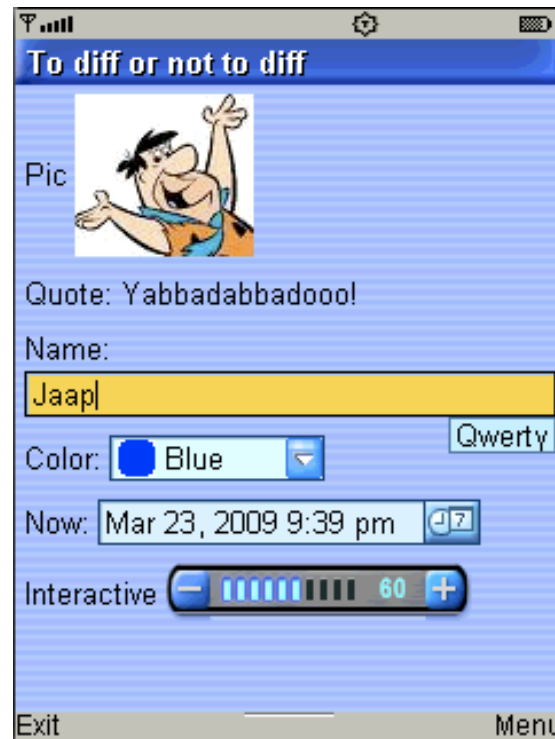 To diff or not to diff
Pic
Quote: Yabbadabbadooo!
Name:
Jaap
Qwerty
Color: Blue
Now: Mar 23, 2009 9:39 pm 7
Interactive 60
Exit Menu